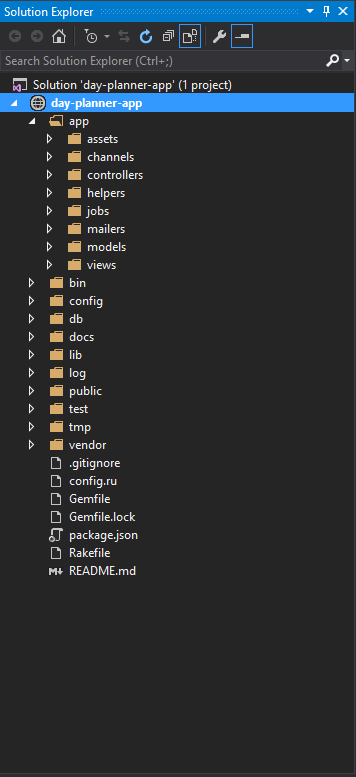 Solution Explorer
Search Solution Explorer (Ctrl+;)
Solution 'day-planner-app' (1 project)
day-planner-app
app
assets
channels
controllers
helpers
jobs
mailers
models
views
bin
config
db
docs
lib
log
public
test
tmp
vendor
.gitignore
config.ru
Gemfile
Gemfile.lock
package.json
Rakefile
README.md